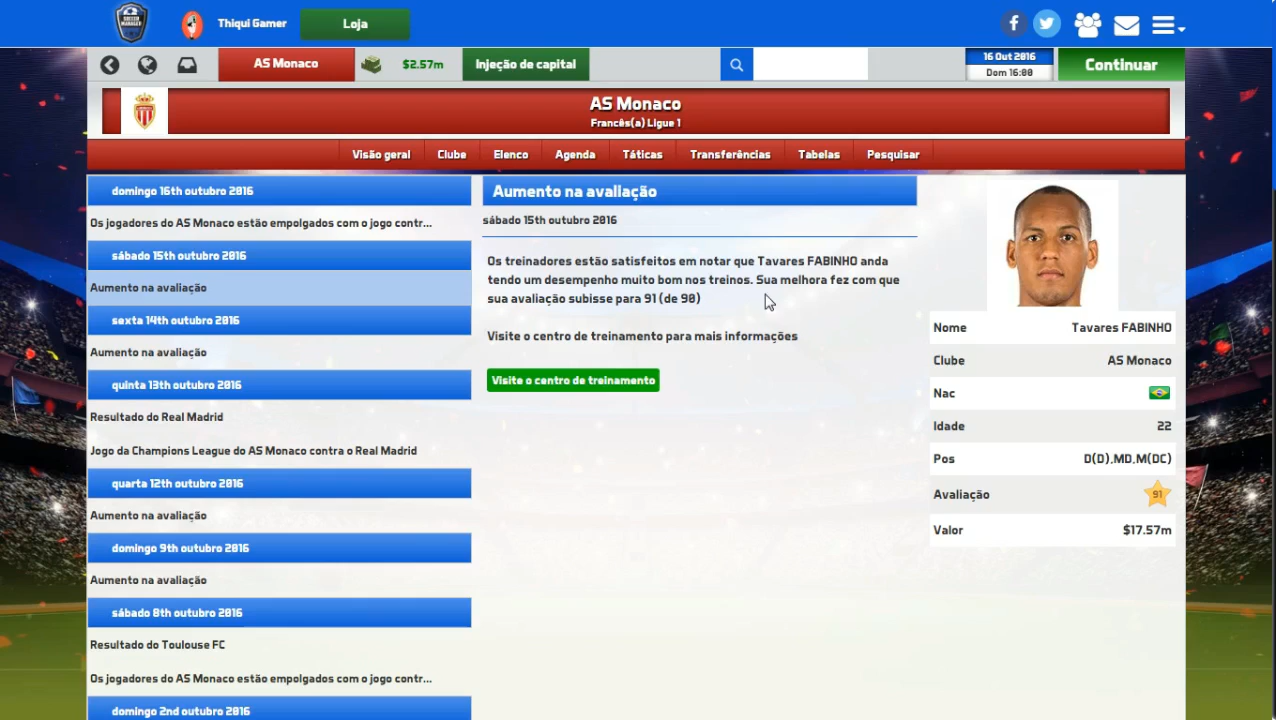 SOCCER MANAGER
Thiqui Gamer
Loja
AS Monaco
$2.57m
Injeção de capital
16 Out 2016
Dom 16:00
Continuar
AS Monaco
Francês(a) Ligue 1
Visão geral
Clube
Elenco
Agenda
Táticas
Transferências
Tabelas
Pesquisar
domingo 16th outubro 2016
Os jogadores do AS Monaco estão empolgados com o jogo contr...
sábado 15th outubro 2016
Aumento na avaliação
sexta 14th outubro 2016
Aumento na avaliação
quinta 13th outubro 2016
Resultado do Real Madrid
Jogo da Champions League do AS Monaco contra o Real Madrid
quarta 12th outubro 2016
Aumento na avaliação
domingo 9th outubro 2016
Aumento na avaliação
sábado 8th outubro 2016
Resultado do Toulouse FC
Os jogadores do AS Monaco estão empolgados com o jogo contr...
domingo 2nd outubro 2016
Aumento na avaliação
sábado 15th outubro 2016
Os treinadores estão satisfeitos em notar que Tavares FABINHO anda
tendo um desempenho muito bom nos treinos. Sua melhora fez com que
sua avaliação subisse para 91 (de 90)
Visite o centro de treinamento para mais informações
Visite o centro de treinamento
Nome Tavares FABINHO
Clube AS Monaco
Nac
Idade 22
Pos D(D),MD,M(DC)
Avaliação 91
Valor $17.57m